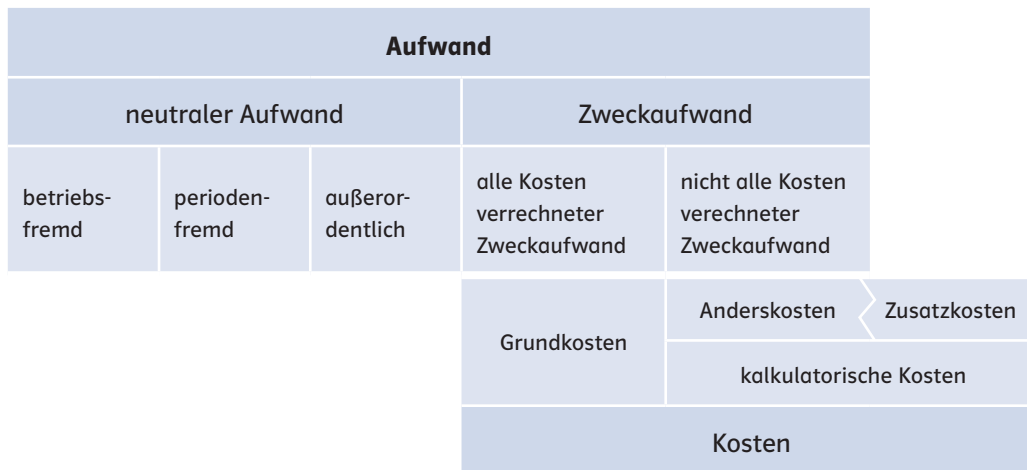 Aufwand
neutraler Aufwand
Zweckaufwand
betriebs-
fremd
perioden-
fremd
außeror-
dentlich
alle Kosten
verrechneter
Zweckaufwand
nicht alle Kosten
verechneter
Zweckaufwand
Grundkosten
Anderskosten
Zusatzkosten
kalkulatorische Kosten
Kosten